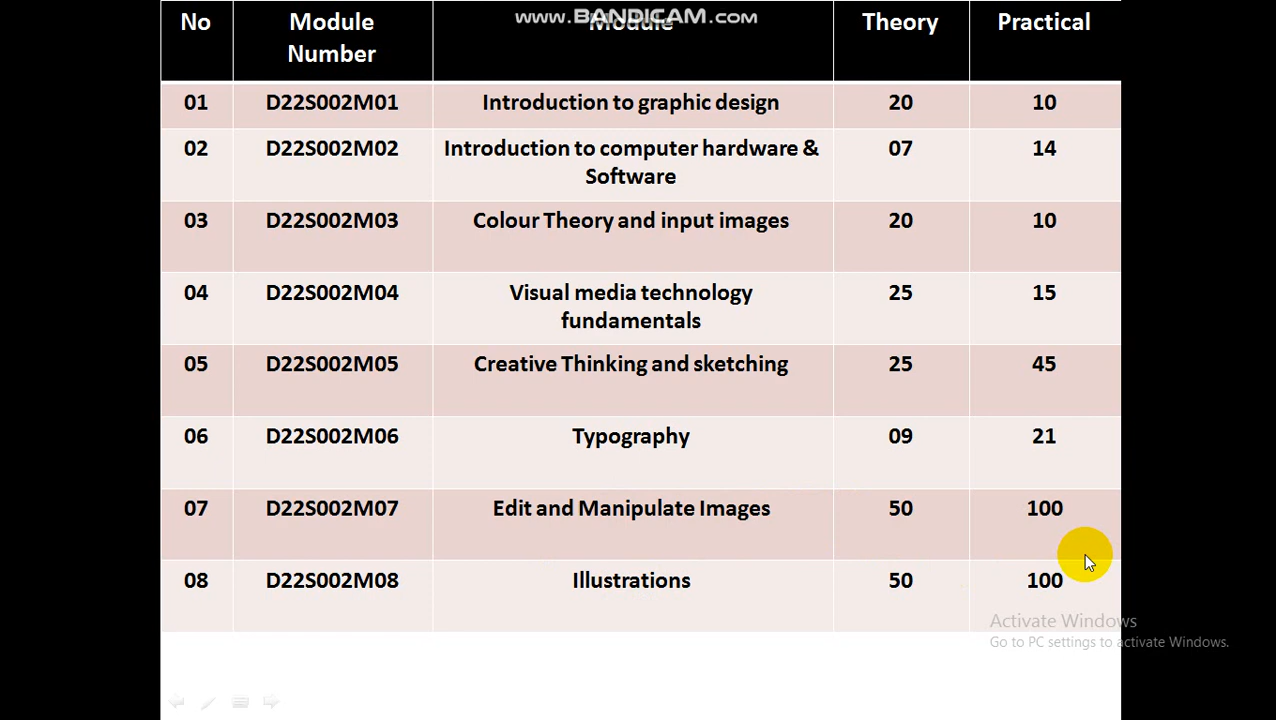 www.BANDICAM.com
No Module Number Module Theory Practical
01 D22S002M01 Introduction to graphic design 20 10
02 D22S002M02 Introduction to computer hardware & Software 07 14
03 D22S002M03 Colour Theory and input images 20 10
04 D22S002M04 Visual media technology fundamentals 25 15
05 D22S002M05 Creative Thinking and sketching 25 45
06 D22S002M06 Typography 09 21
07 D22S002M07 Edit and Manipulate Images 50 100
08 D22S002M08 Illustrations 50 100
Activate Windows
Go to PC settings to activate Windows.